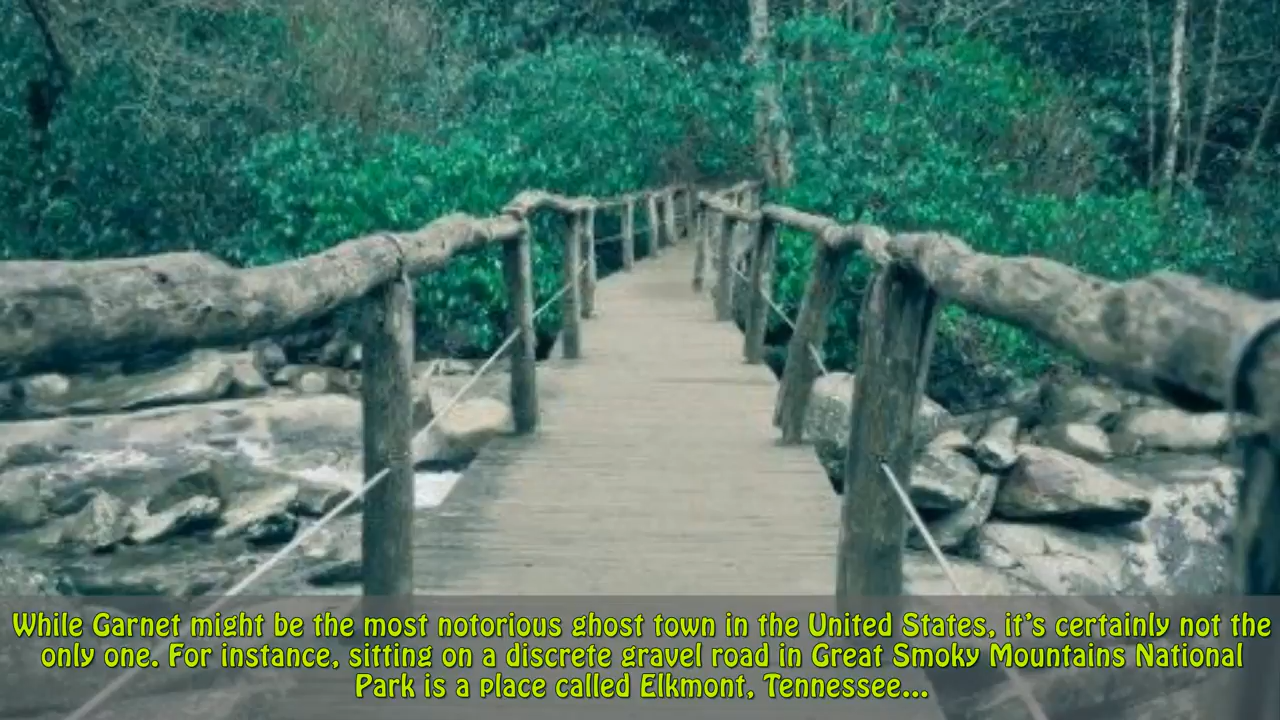 While Garnet might be the most notorious ghost town in the United States, it's certainly not the
only one. For instance, sitting on a discrete gravel road in Great Smoky Mountains National
Park is a place called Elkmont, Tennessee...